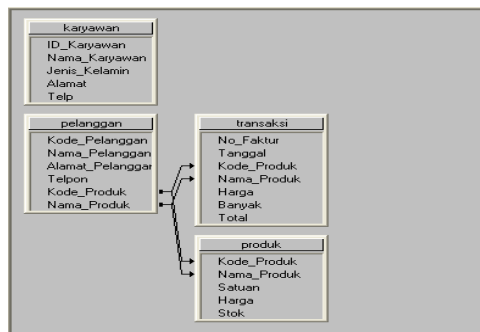 karyawan
ID_Karyawan
Nama_Karyawan
Jenis_Kelamin
Alamat
Telp
pelanggan
Kode_Pelanggan
Nama_Pelanggan
Alamat_Pelanggar
Telpon
Kode_Produk
Nama_Produk
transaksi
No_Faktur
Tanggal
Kode_Produk
Nama_Produk
Harga
Banyak
Total
produk
Kode_Produk
Nama_Produk
Satuan
Harga
Stok